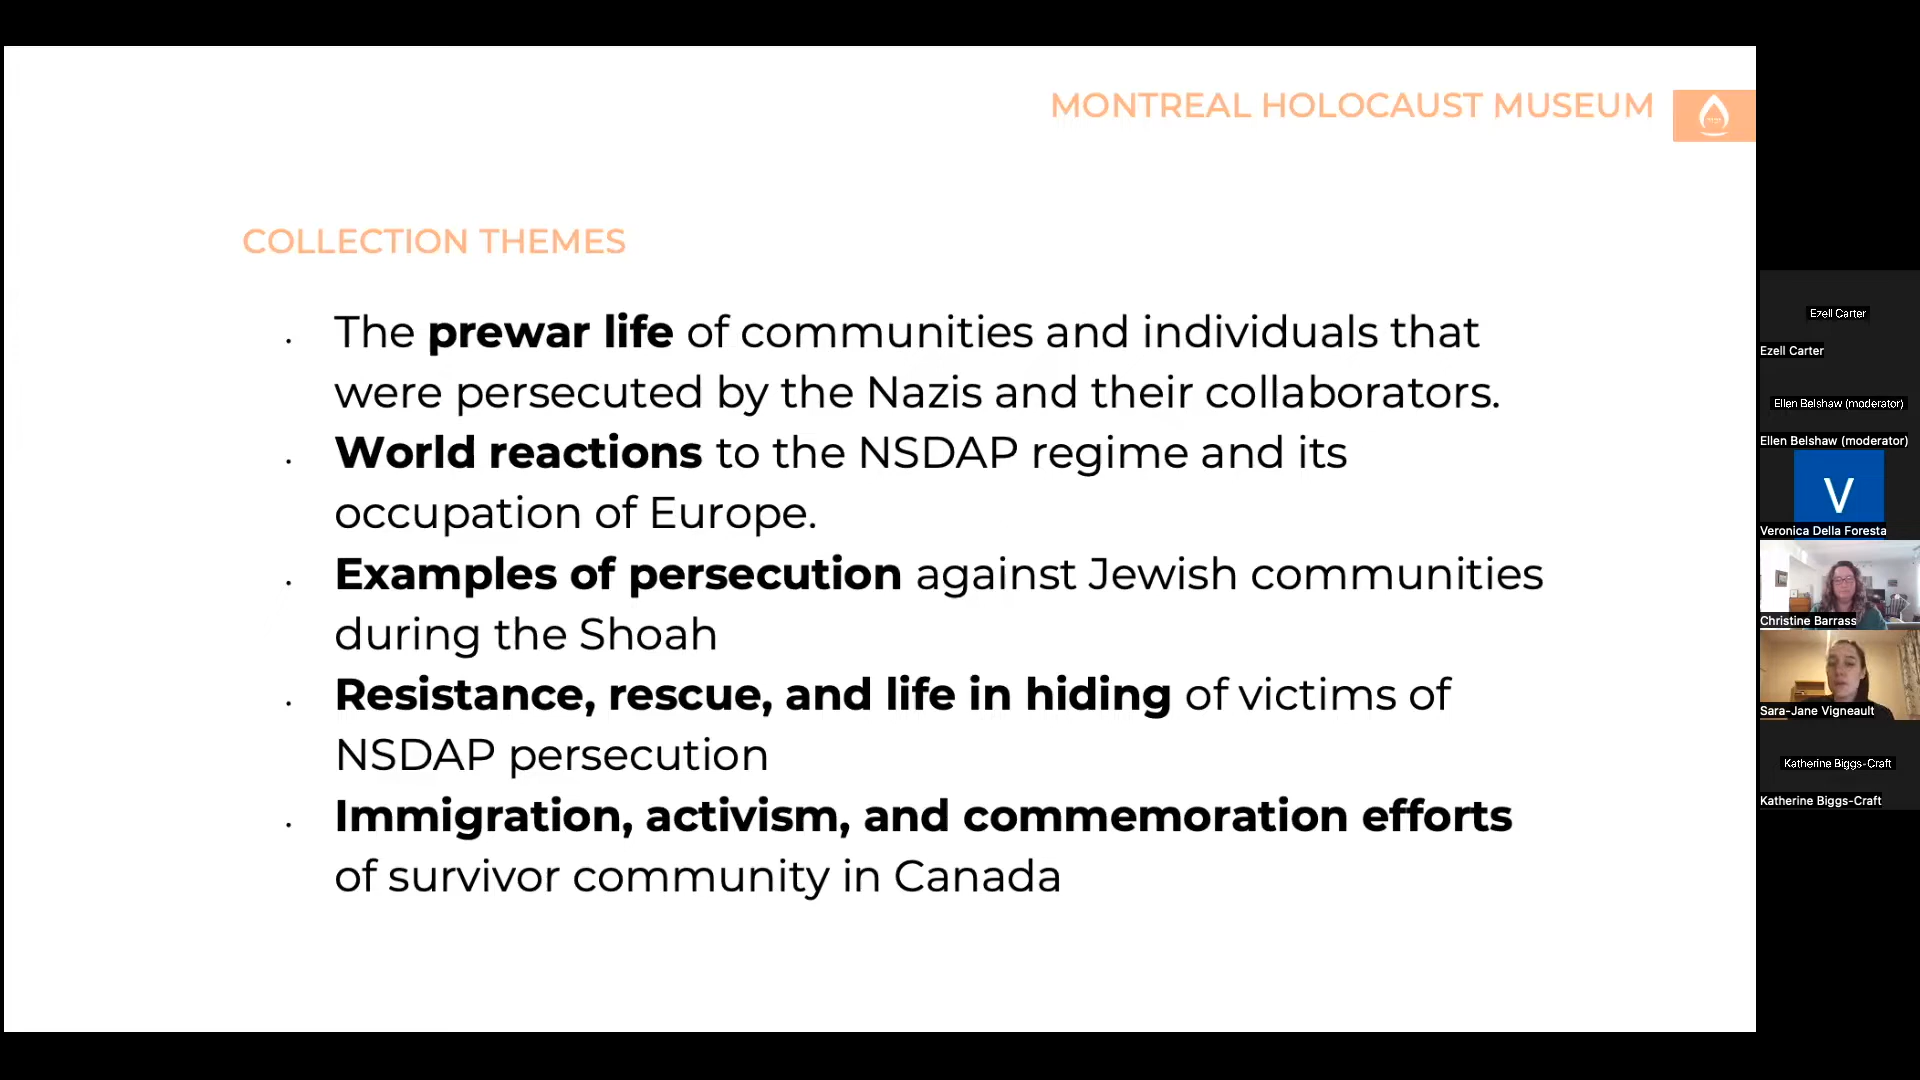 MONTREAL HOLOCAUST MUSEUM
COLLECTION THEMES
. The prewar life of communities and individuals that
were persecuted by the Nazis and their collaborators.
. World reactions to the NSDAP regime and its
occupation of Europe.
. Examples of persecution against Jewish communities
during the Shoah
. Resistance, rescue, and life in hiding of victims of
NSDAP persecution
. Immigration, activism, and commemoration efforts
of survivor community in Canada
Ezell Carter
Ezell Carter
Ellen Belshaw (moderator)
Ellen Belshaw (moderator)
V
Veronica Della Foresta
Christine Barrass
Sara-Jane Vigneault
Katherine Biggs-Craft
Katherine Biggs-Craft